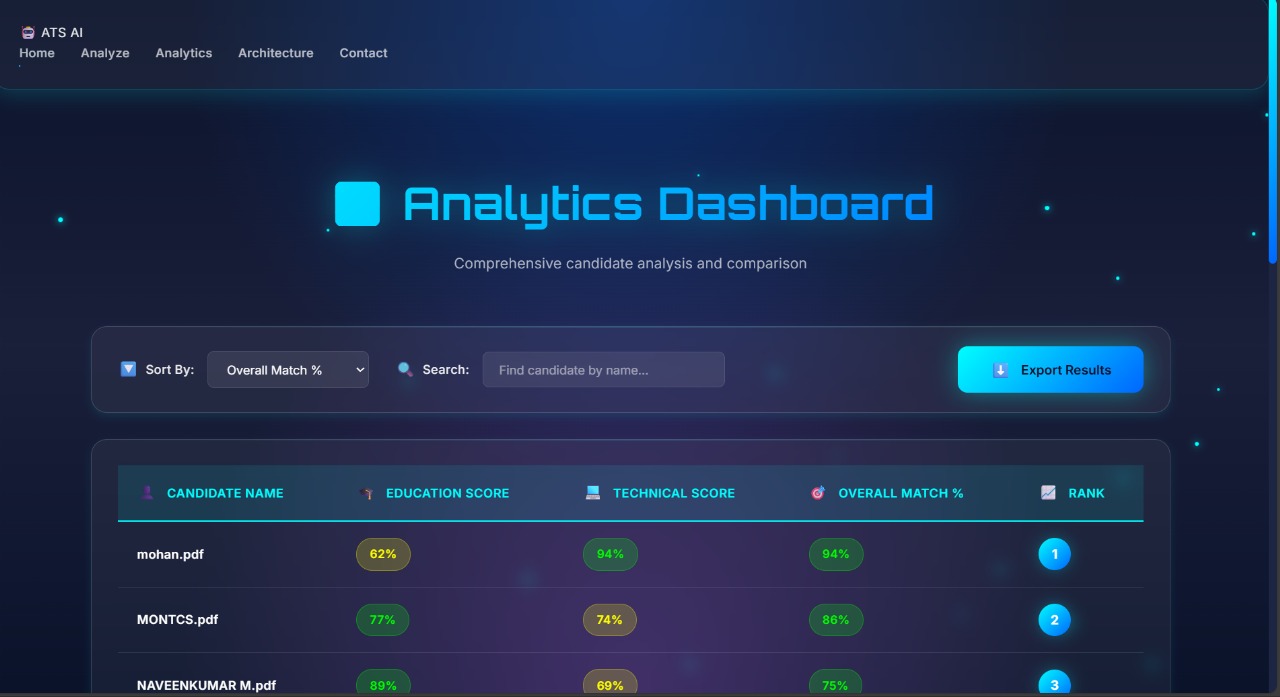 ATS AI
Home Analyze Analytics Architecture Contact
Analytics Dashboard
Comprehensive candidate analysis and comparison
Sort By: Overall Match % Search: Find candidate by name... Export Results
CANDIDATE NAME EDUCATION SCORE TECHNICAL SCORE OVERALL MATCH % RANK
mohan.pdf 62% 94% 94% 1
MONTCS.pdf 77% 74% 86% 2
NAVEENKUMAR M.pdf 89% 69% 75% 3